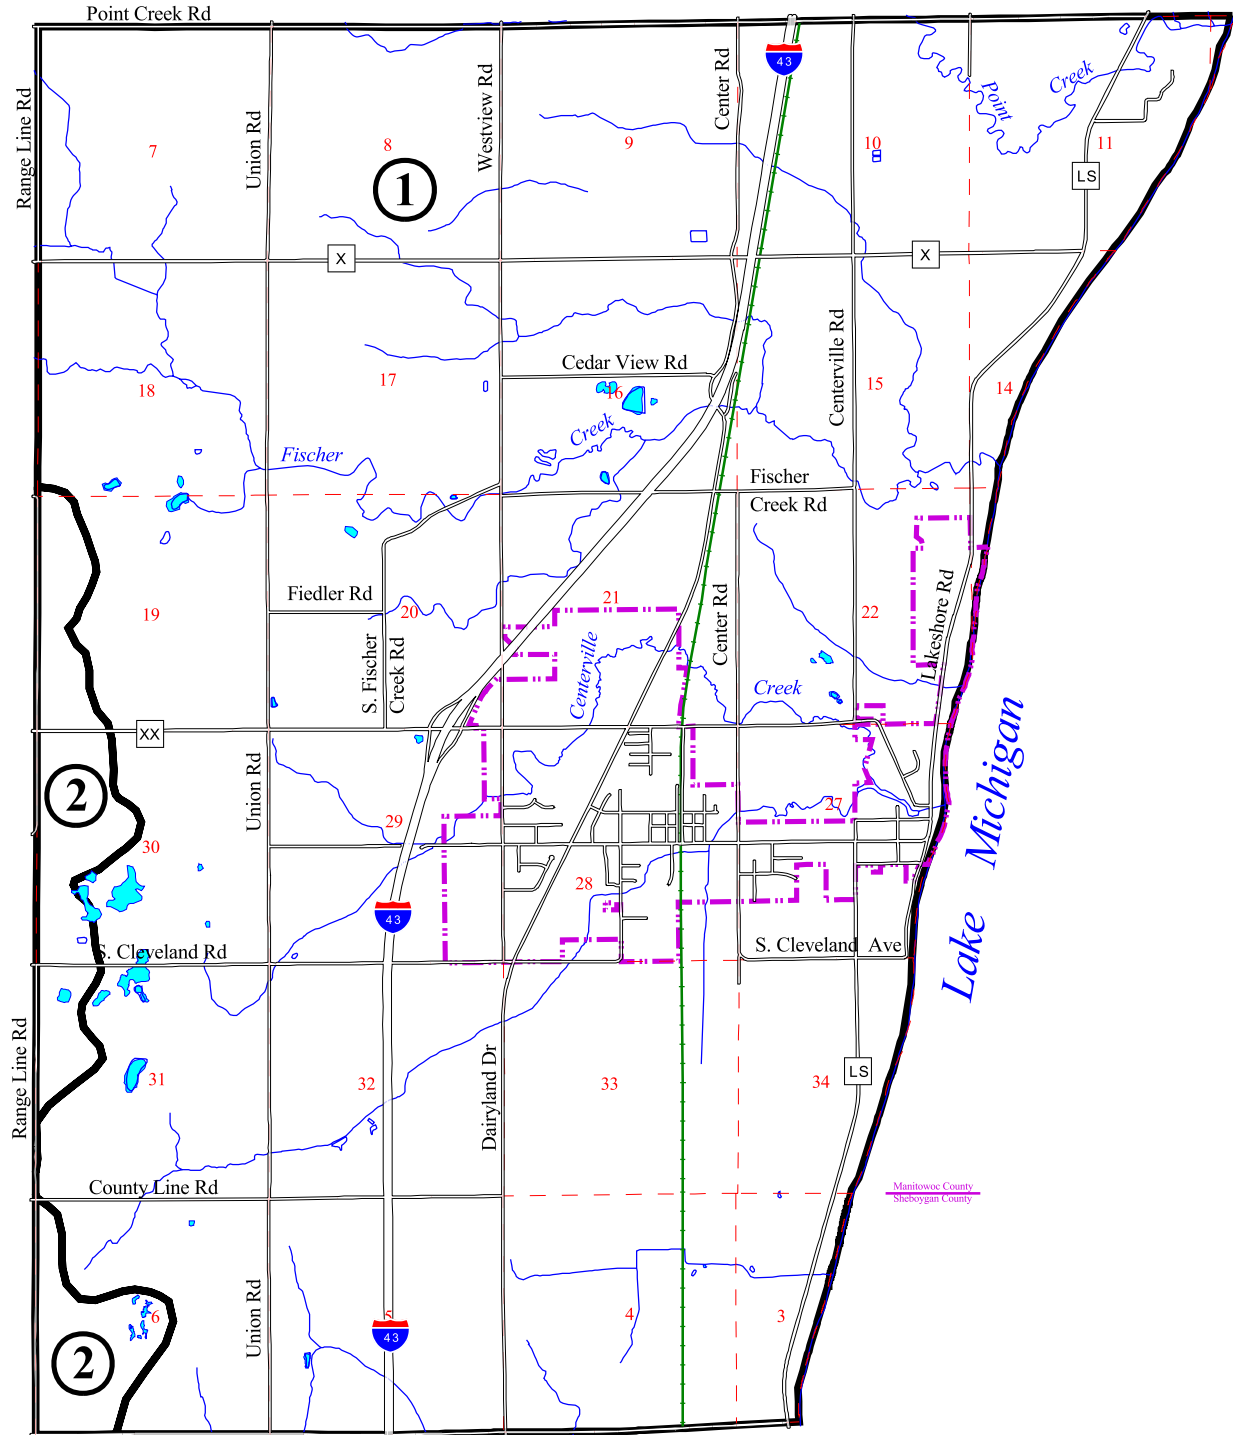 Point Creek Rd
43
Range Line Rd
Union Rd
Westview Rd
Center Rd
Point
Creek
7
8
9
10
11
1
LS
X
X
Cedar View Rd
Centerville Rd
18
17
16
15
14
Fischer
Creek
Fischer
Creek Rd
Fiedler Rd
19
20
21
22
S. Fischer
Creek Rd
Centerville
Center Rd
Creek
Lakeshore Rd
XX
2
Union Rd
Lake Michigan
30
29
28
27
43
S. Cleveland Rd
S. Cleveland Ave
Range Line Rd
Dairyland Dr
LS
31
32
33
34
County Line Rd
Manitowoc County
Sheboygan County
Union Rd
6
5
4
3
43
2